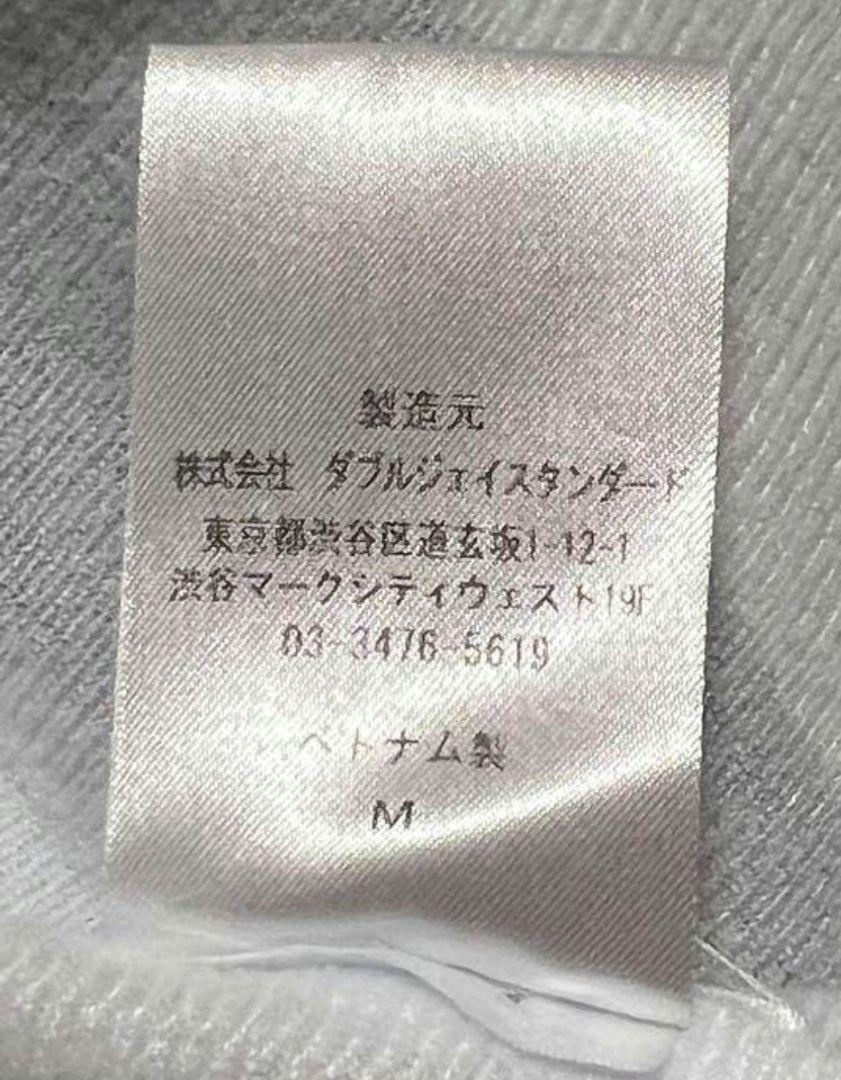 製造元
株式会社 ダブルジェイスタンダード
東京都渋谷区道玄坂1-12-1
渋谷マークシティウェスト19F
03-3476-5619
ベトナム製
M